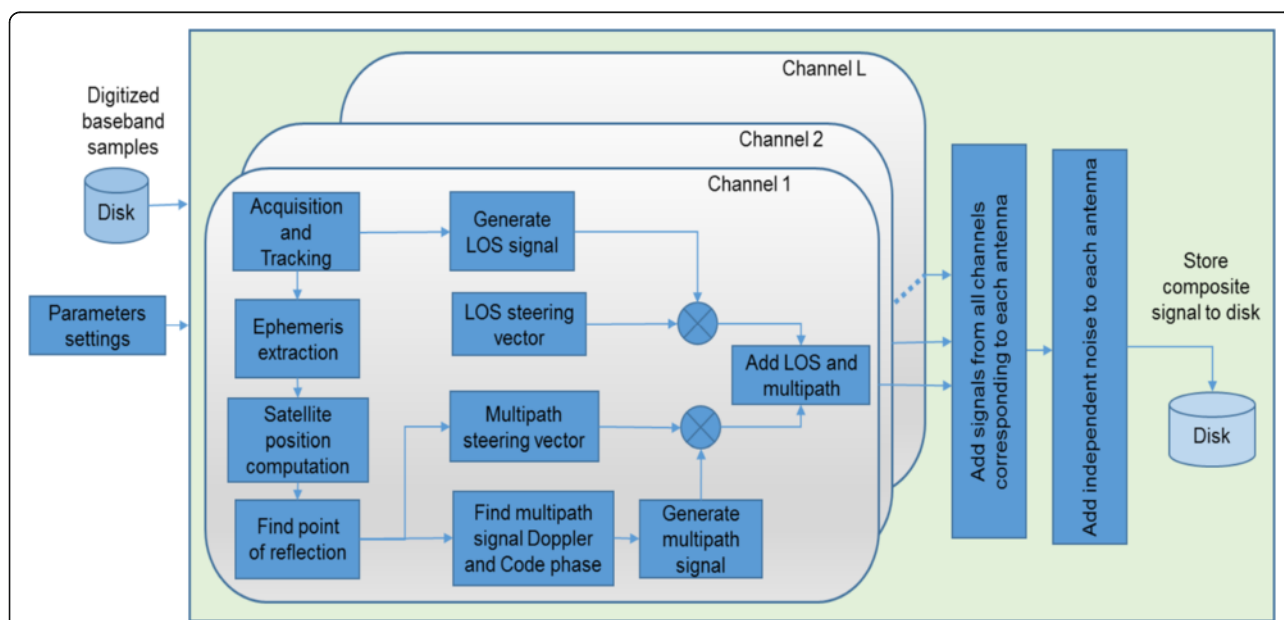 Digitized
baseband
samples
Disk
Parameters
settings
Channel L
Channel 2
Channel 1
Acquisition
and
Tracking
Generate
LOS signal
Ephemeris
extraction
LOS steering
vector
Add LOS and
multipath
Satellite
position
computation
Multipath
steering vector
Find point
of reflection
Find multipath
signal Doppler
and Code phase
Generate
multipath
signal
Add signals from all channels
corresponding to each antenna
Add independent noise to each antenna
Store
composite
signal to disk
Disk